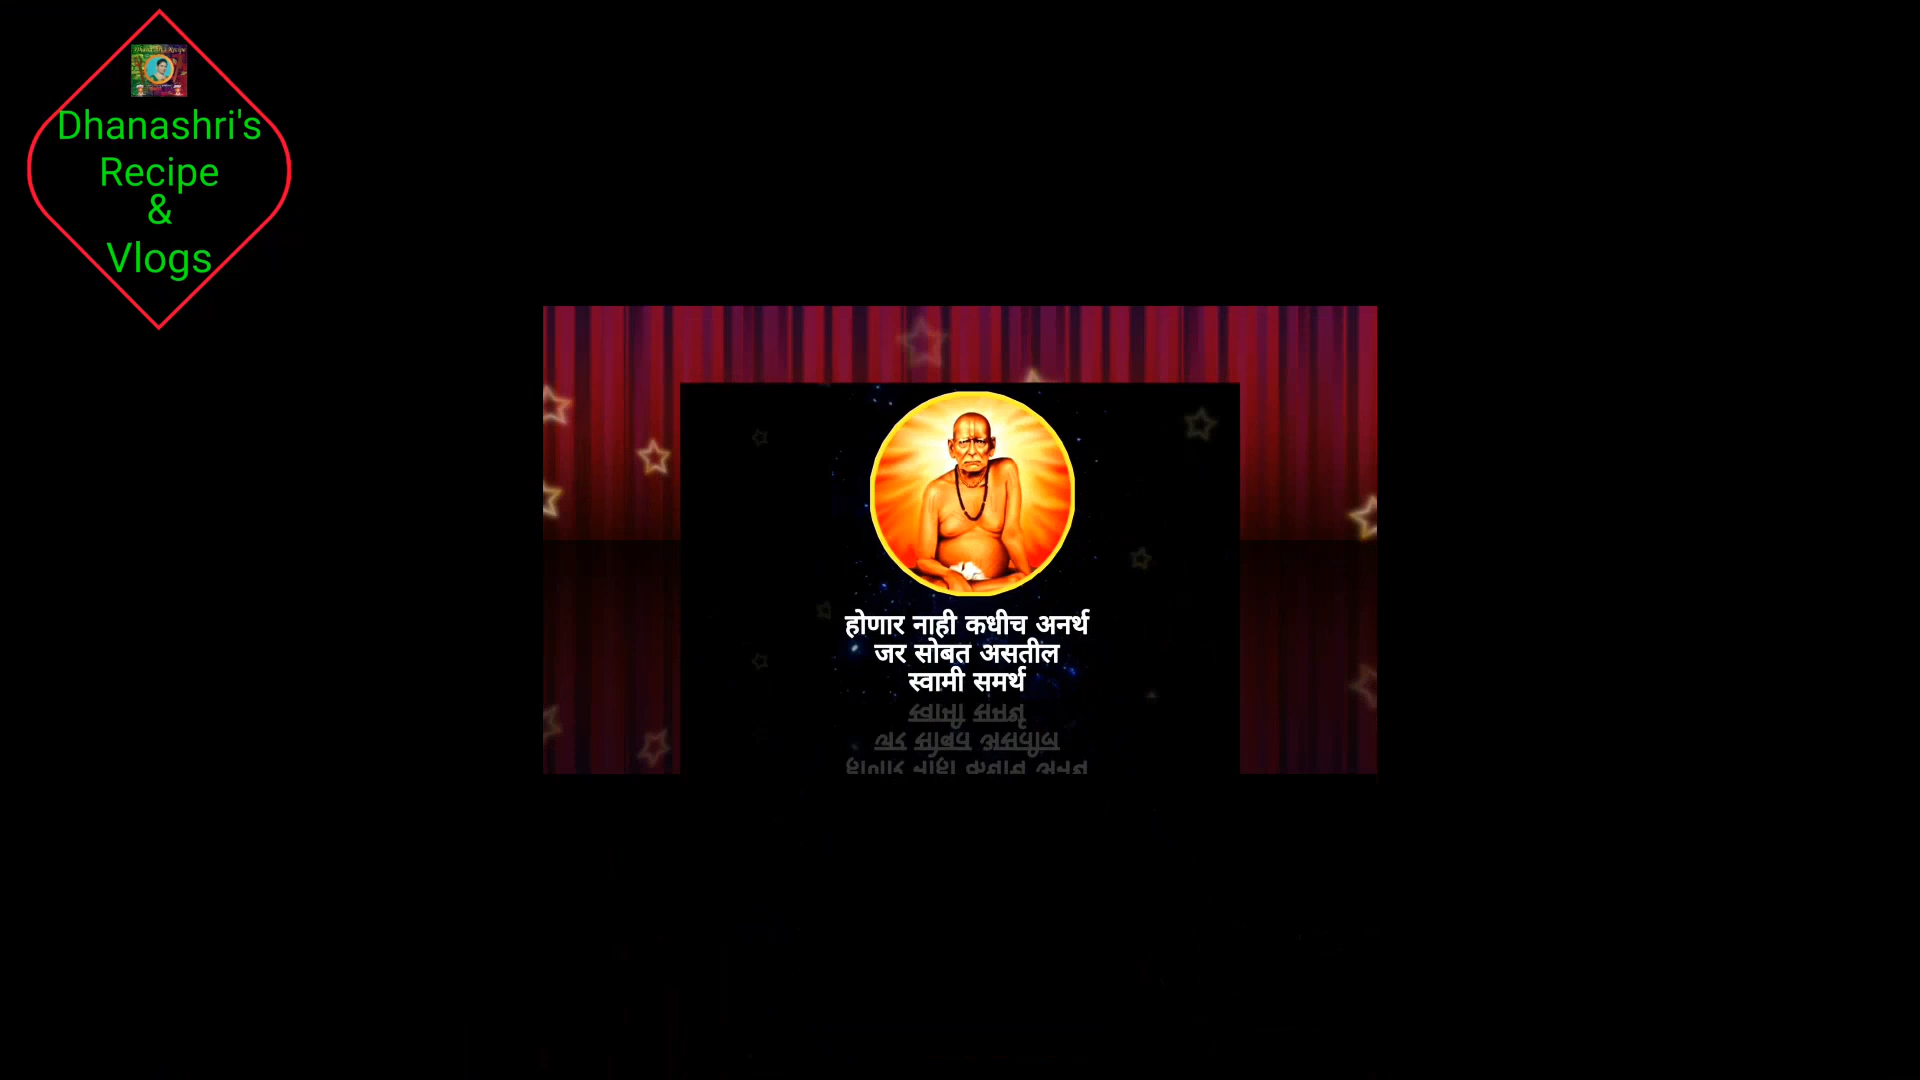 Dhanashri's
Recipe
&
Vlogs
होणार नाही कधीच अनर्थ
जर सोबत असतील
स्वामी समर्थ